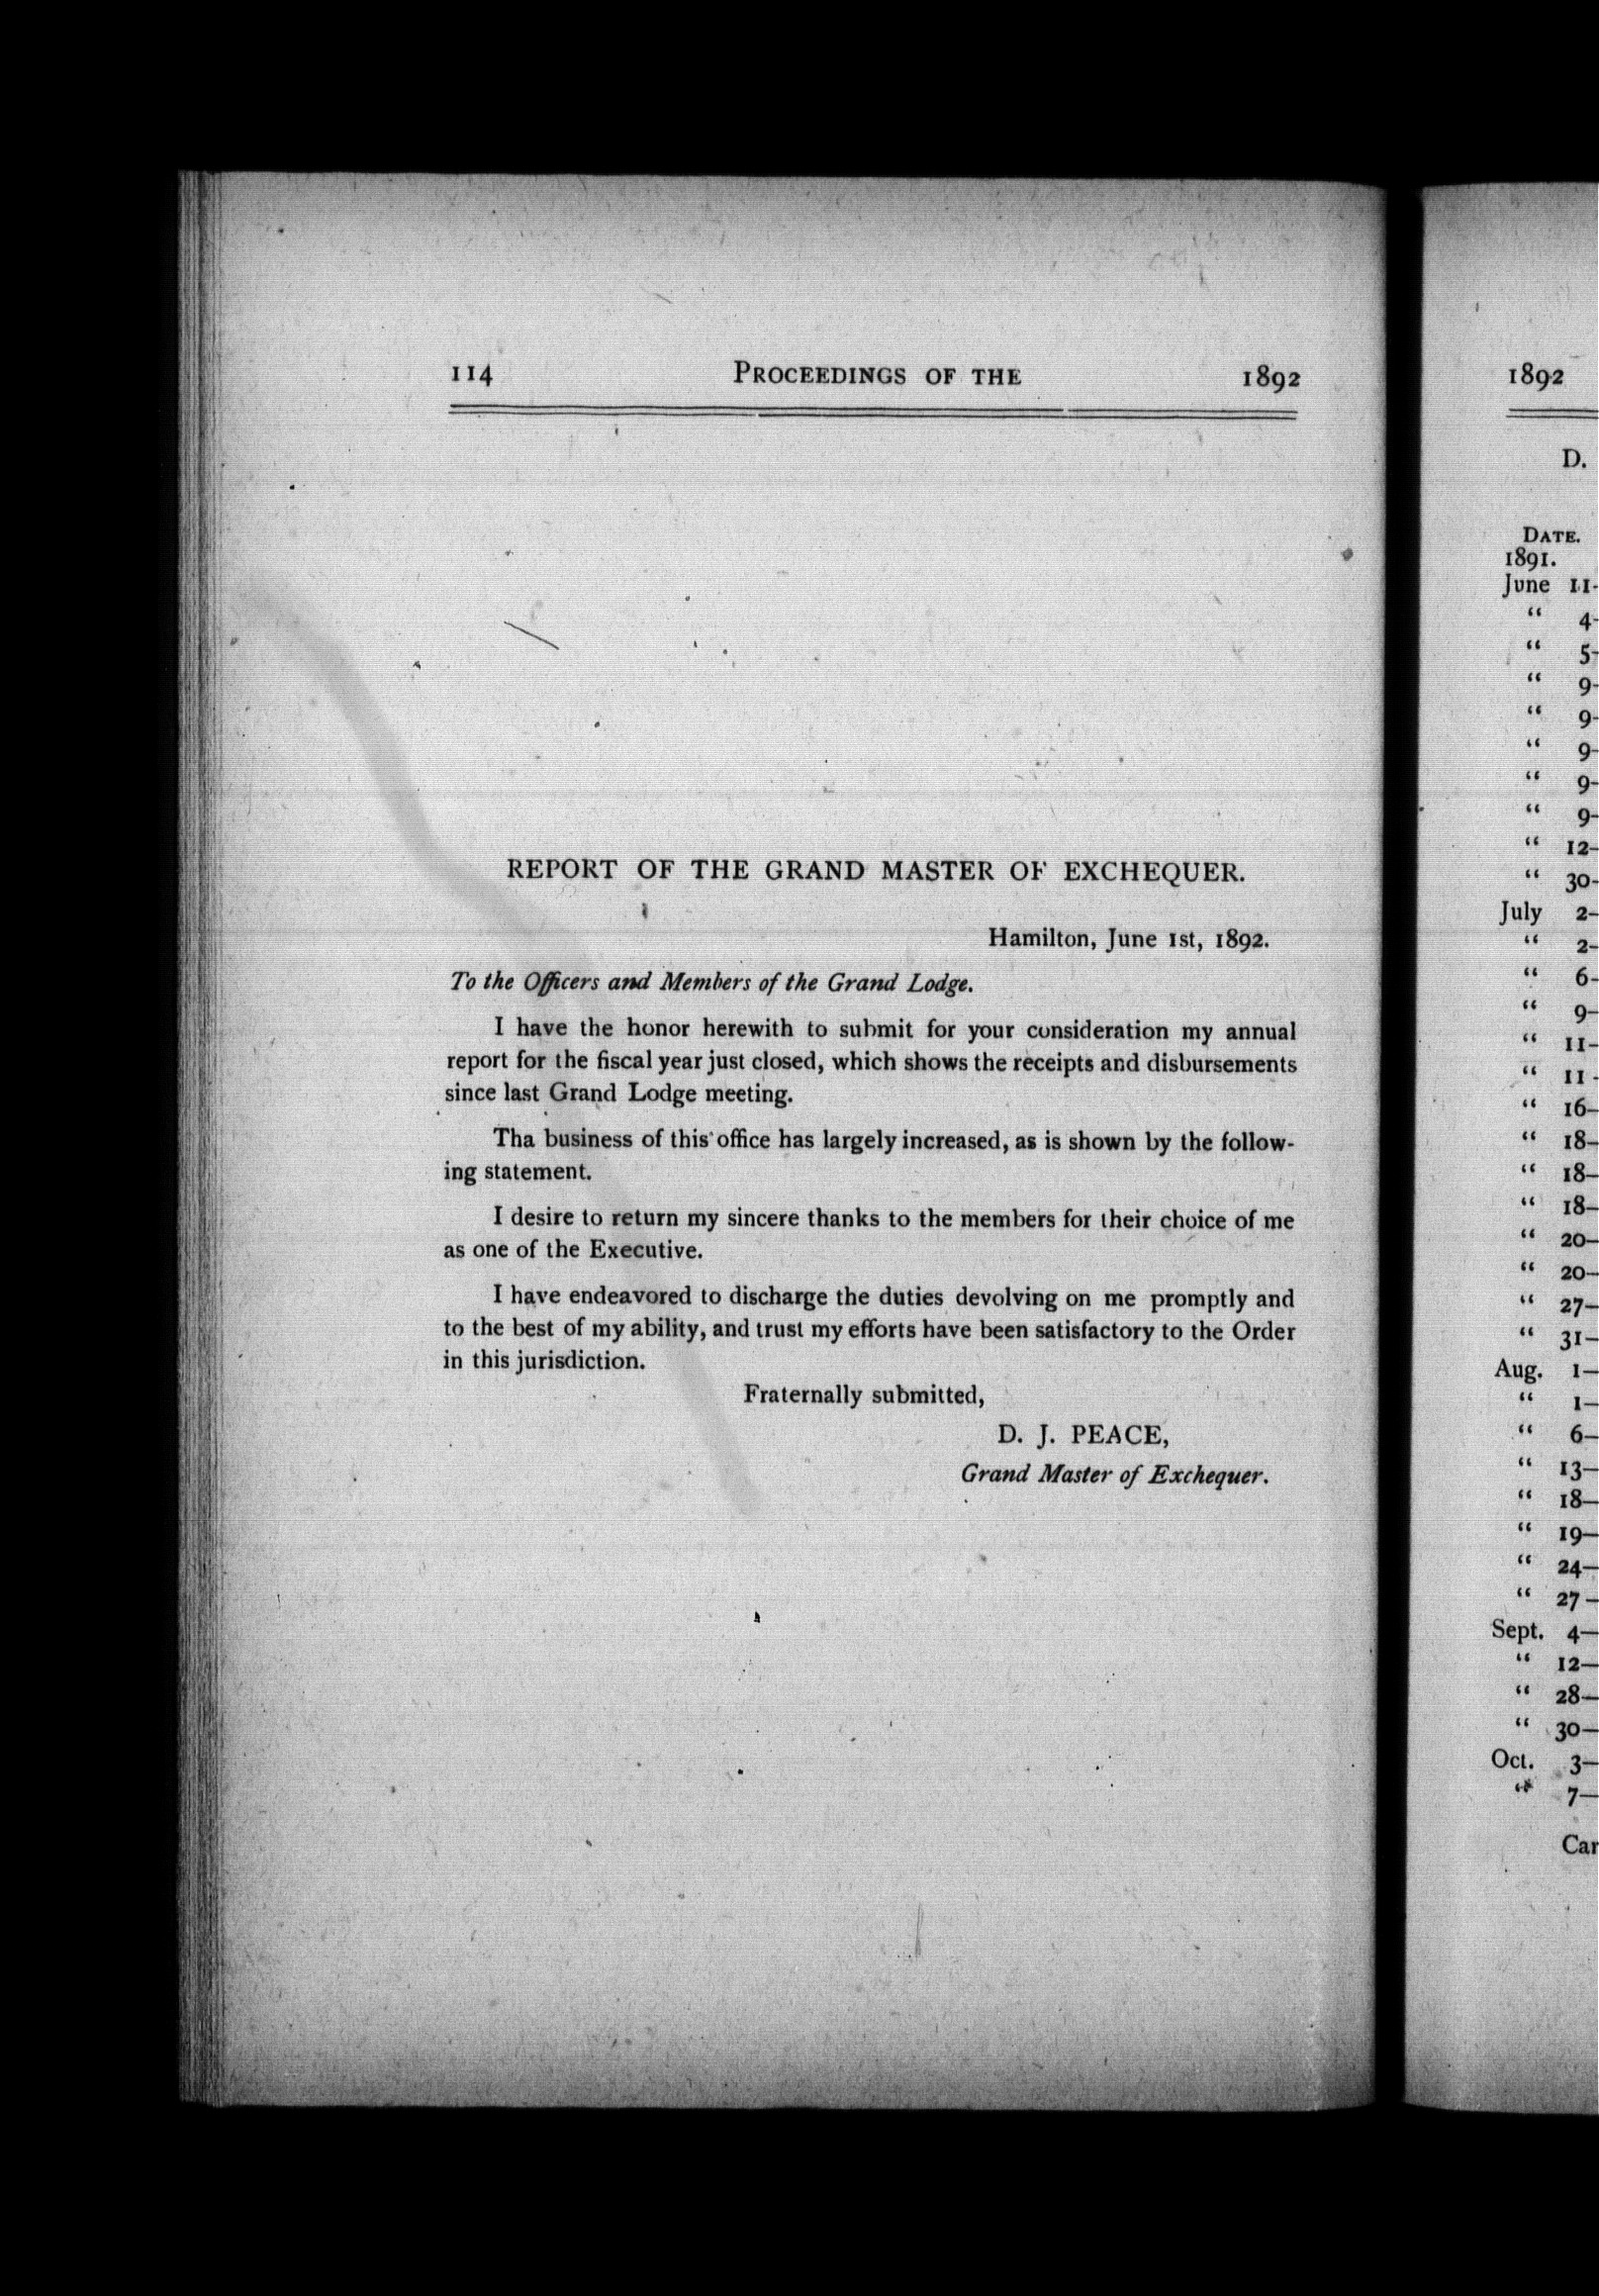 114 PROCEEDINGS OF THE 1892
REPORT OF THE GRAND MASTER OF EXCHEQUER.
Hamilton, June 1st, 1892.
To the Officers and Members of the Grand Lodge.
I have the honor herewith to submit for your consideration my annual
report for the fiscal year just closed, which shows the receipts and disbursements
since last Grand Lodge meeting.
Tha business of this office has largely increased, as is shown by the follow-
ing statement.
I desire to return my sincere thanks to the members for their choice of me
as one of the Executive.
I have endeavored to discharge the duties devolving on me promptly and
to the best of my ability, and trust my efforts have been satisfactory to the Order
in this jurisdiction.
Fraternally submitted,
D. J. PEACE,
Grand Master of Exchequer.
1892
D.
DATE.
1891.
June 11-
“ 4-
“ 5-
“ 9-
“ 9-
“ 9-
“ 9-
“ 9-
“ 12-
“ 30-
July 2-
“ 2-
“ 6-
“ 9-
“ 11-
“ 11-
“ 16-
“ 18-
“ 18-
“ 18-
“ 20-
“ 20-
“ 27-
“ 31-
Aug. 1-
“ 1-
“ 6-
“ 13-
“ 18-
“ 19-
“ 24-
“ 27-
Sept. 4-
“ 12-
“ 28-
“ 30-
Oct. 3-
“ 7-
Car